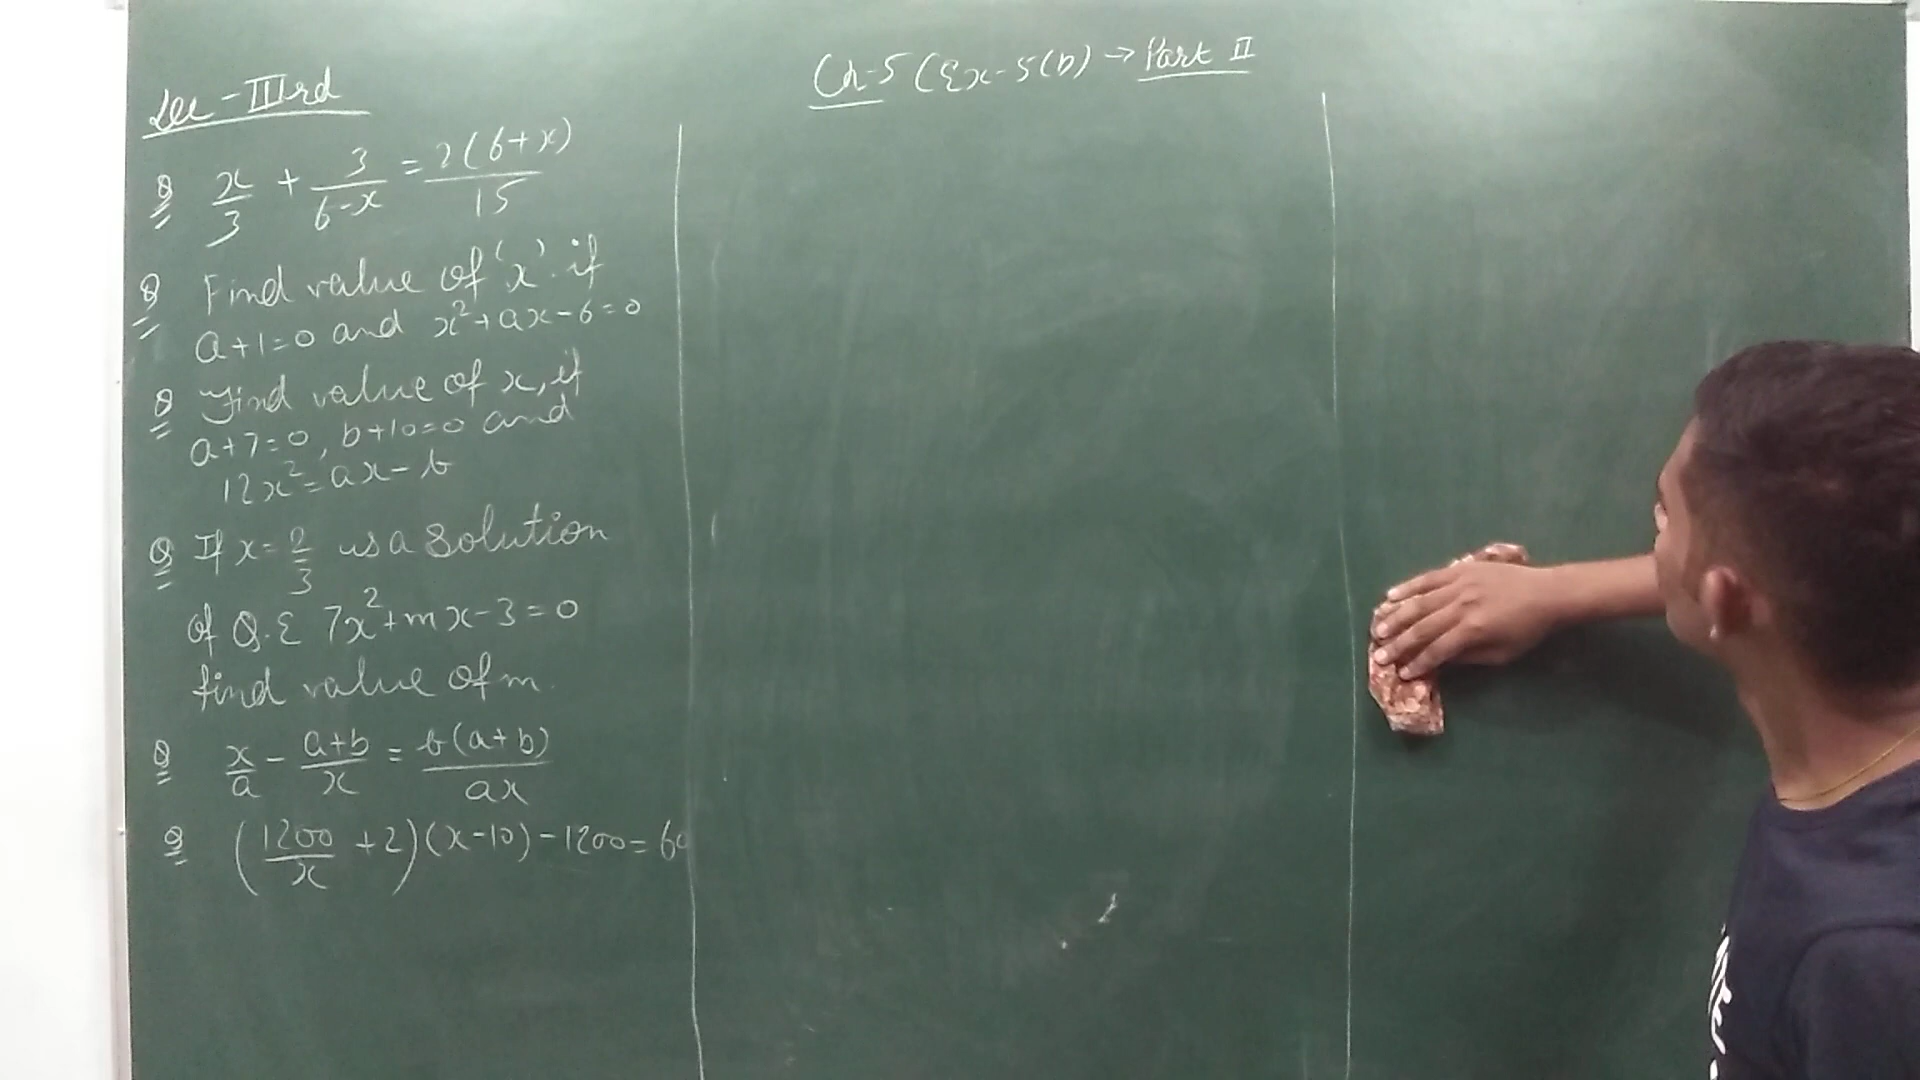 Lec - IIIrd
Ch-5 (Ex-5(b) → Part II
Q x/3 + 3/(6-x) = 2(6+x)/15
Q Find value of 'x' if
a+1=0 and x²+ax-6=0
Q Find value of x, if
a+7=0, b+10=0 and
12x²=ax-b
Q If x=2/3 is a solution
of Q.E 7x²+mx-3=0
find value of m.
Q x/a - (a+b)/x = b(a+b)/ax
Q (1200/x +2)(x-10)-1200=60